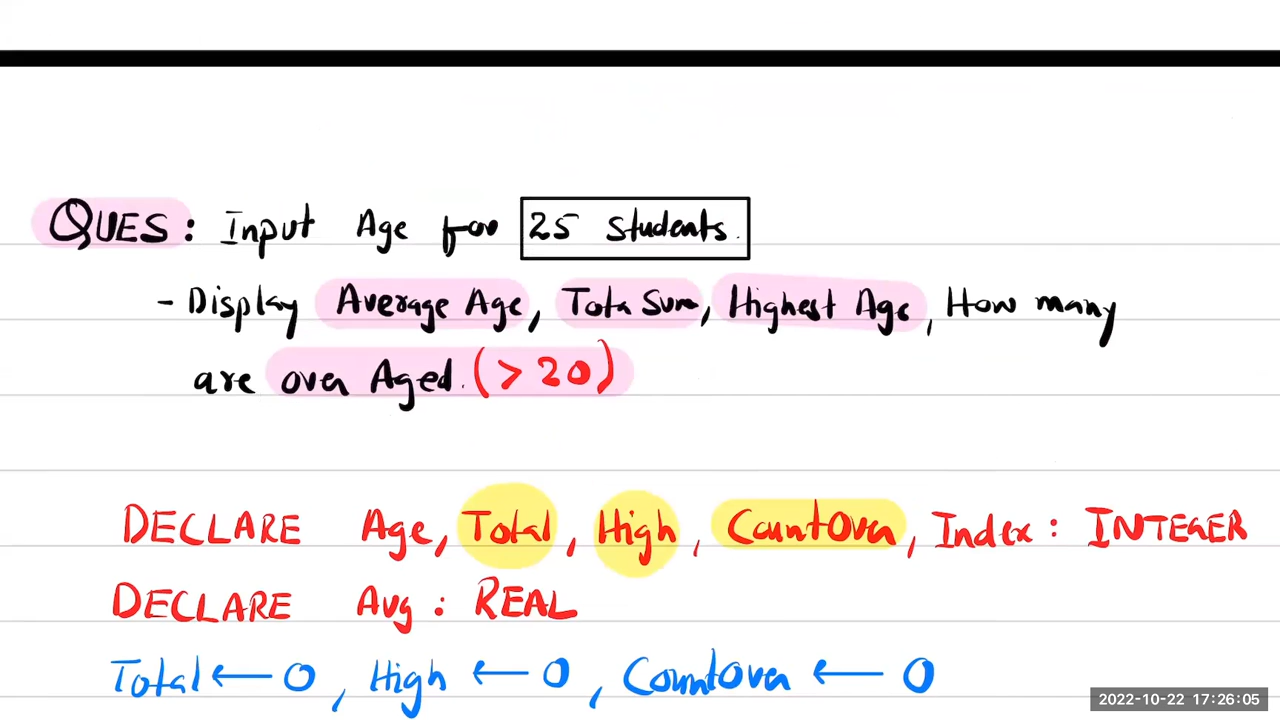 QUES: Input Age for 25 Students.
- Display Average Age, Tota Sum, Highest Age, How many
are over Aged. (> 20)
DECLARE Age, Total, High, CountOver, Index: INTEGER
DECLARE Avg: REAL
Total ← 0, High ← 0, CountOver ← 0
2022-10-22 17:26:05